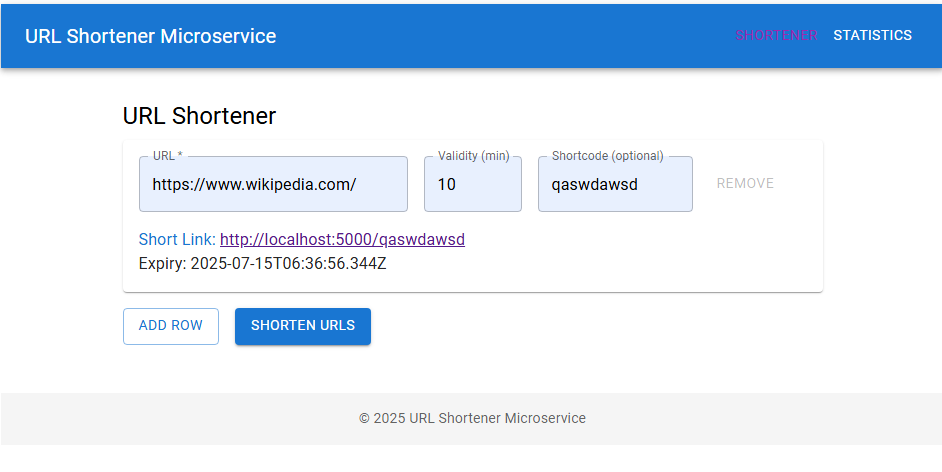 URL Shortener Microservice
SHORTENER STATISTICS
URL Shortener
URL * Validity (min) Shortcode (optional)
https://www.wikipedia.com/ 10 qaswdawsd REMOVE
Short Link: http://localhost:5000/qaswdawsd
Expiry: 2025-07-15T06:36:56.344Z
ADD ROW SHORTEN URLS
© 2025 URL Shortener Microservice